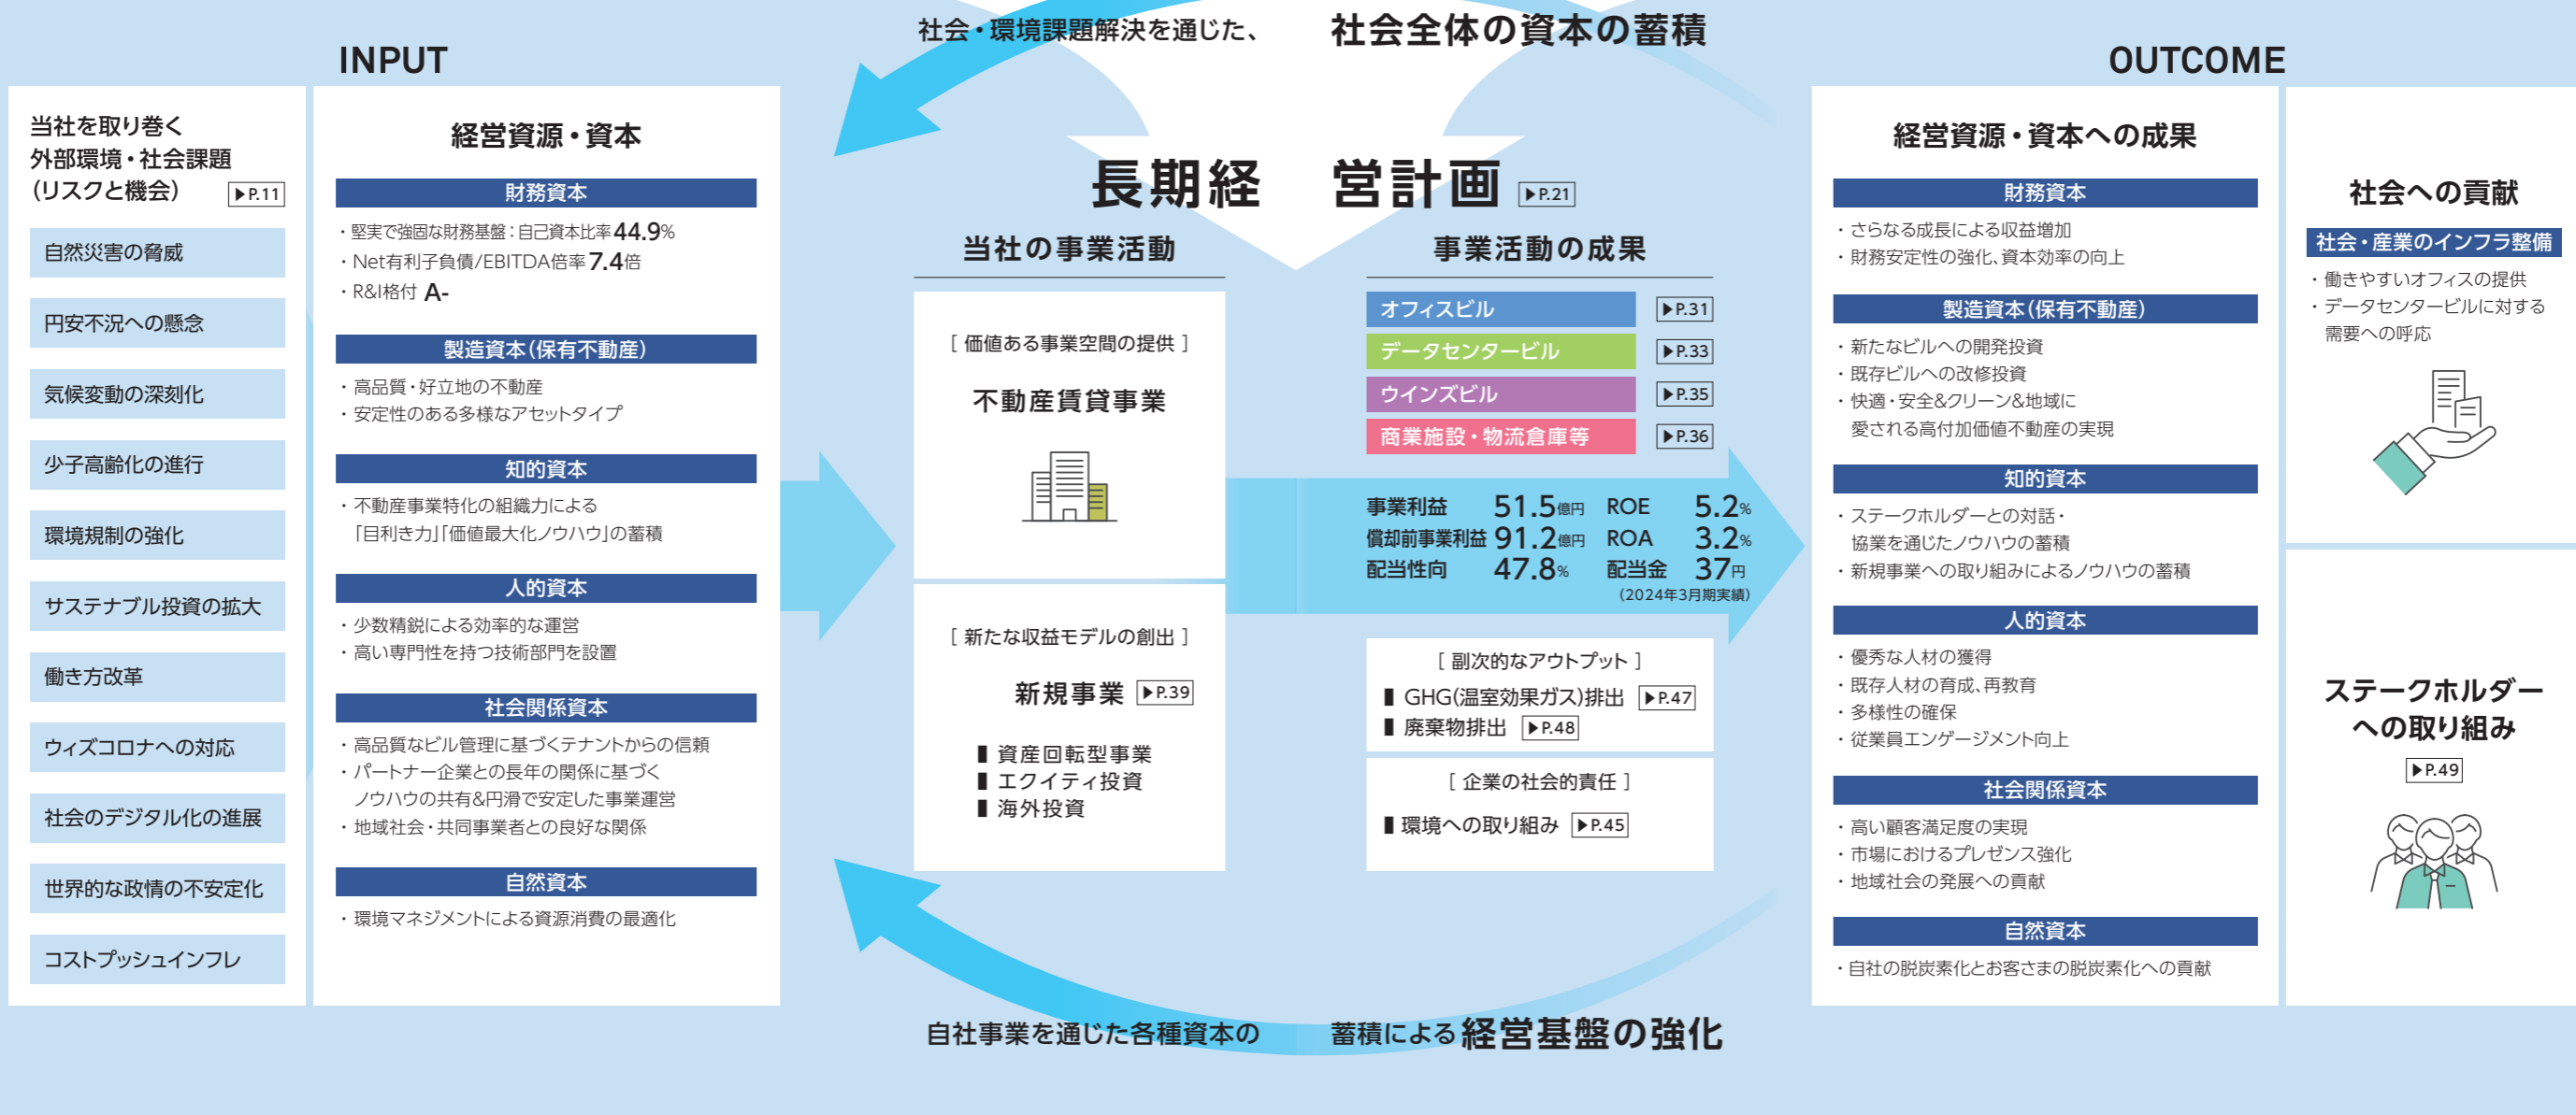 社会・環境課題解決を通じた、 社会全体の資本の蓄積
INPUT
当社を取り巻く
外部環境・社会課題
(リスクと機会) ▶P.11
自然災害の脅威
円安不況への懸念
気候変動の深刻化
少子高齢化の進行
環境規制の強化
サステナブル投資の拡大
働き方改革
ウィズコロナへの対応
社会のデジタル化の進展
世界的な政情の不安定化
コストプッシュインフレ
経営資源・資本
財務資本
・堅実で強固な財務基盤：自己資本比率44.9%
・Net有利子負債/EBITDA倍率7.4倍
・R&I格付 A-
製造資本(保有不動産)
・高品質・好立地の不動産
・安定性のある多様なアセットタイプ
知的資本
・不動産事業特化の組織力による
「目利き力」「価値最大化ノウハウ」の蓄積
人的資本
・少数精鋭による効率的な運営
・高い専門性を持つ技術部門を設置
社会関係資本
・高品質なビル管理に基づくテナントからの信頼
・パートナー企業との長年の関係に基づく
ノウハウの共有&円滑で安定した事業運営
・地域社会・共同事業者との良好な関係
自然資本
・環境マネジメントによる資源消費の最適化
長期経 営計画 ▶P.21
当社の事業活動
[ 価値ある事業空間の提供 ]
不動産賃貸事業
[ 新たな収益モデルの創出 ]
新規事業 ▶P.39
▮ 資産回転型事業
▮ エクイティ投資
▮ 海外投資
事業活動の成果
オフィスビル ▶P.31
データセンタービル ▶P.33
ウインズビル ▶P.35
商業施設・物流倉庫等 ▶P.36
事業利益 51.5億円 ROE 5.2%
償却前事業利益 91.2億円 ROA 3.2%
配当性向 47.8% 配当金 37円
(2024年3月期実績)
[ 副次的なアウトプット ]
▮ GHG(温室効果ガス)排出 ▶P.47
▮ 廃棄物排出 ▶P.48
[ 企業の社会的責任 ]
▮ 環境への取り組み ▶P.45
OUTCOME
経営資源・資本への成果
財務資本
・さらなる成長による収益増加
・財務安定性の強化、資本効率の向上
製造資本(保有不動産)
・新たなビルへの開発投資
・既存ビルへの改修投資
・快適・安全&クリーン&地域に
愛される高付加価値不動産の実現
知的資本
・ステークホルダーとの対話・
協業を通じたノウハウの蓄積
・新規事業への取り組みによるノウハウの蓄積
人的資本
・優秀な人材の獲得
・既存人材の育成、再教育
・多様性の確保
・従業員エンゲージメント向上
社会関係資本
・高い顧客満足度の実現
・市場におけるプレゼンス強化
・地域社会の発展への貢献
自然資本
・自社の脱炭素化とお客さまの脱炭素化への貢献
社会への貢献
社会・産業のインフラ整備
・働きやすいオフィスの提供
・データセンタービルに対する
需要への呼応
ステークホルダー
への取り組み
▶P.49
自社事業を通じた各種資本の 蓄積による経営基盤の強化